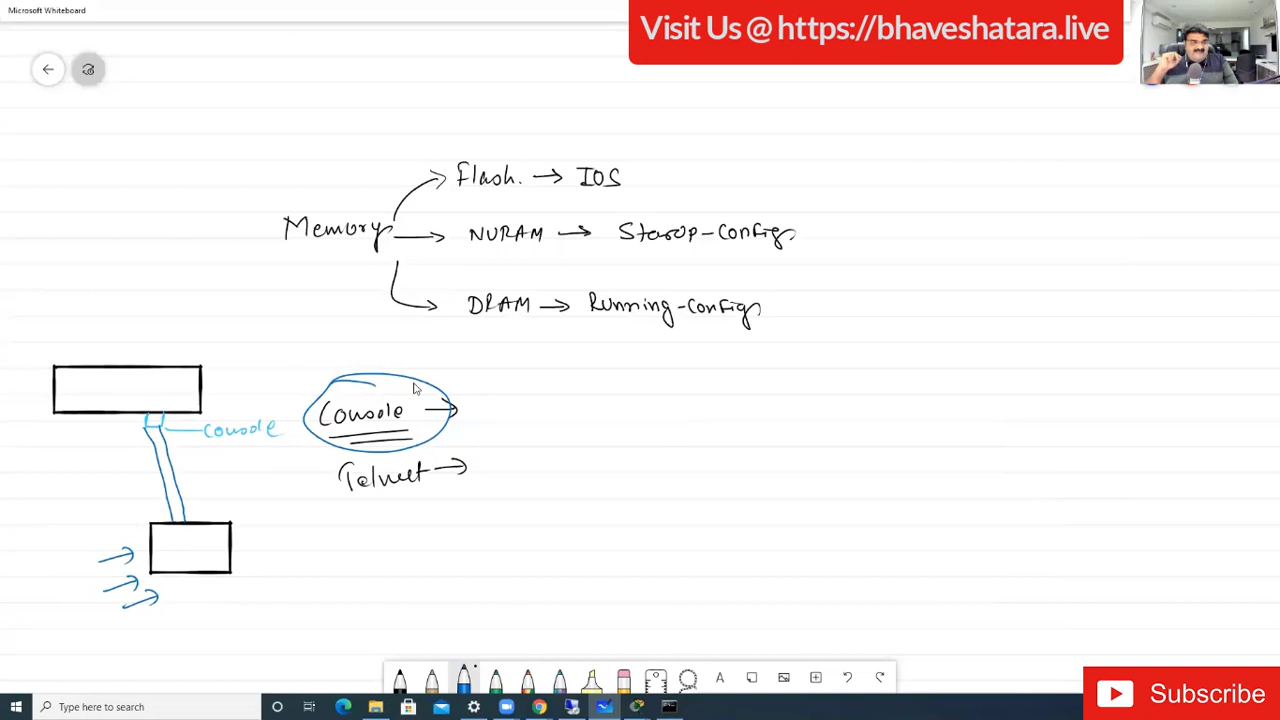 Microsoft Whiteboard
Visit Us @ https://bhaveshatara.live
Flash. → IOS
Memory → NVRAM → Startup-Config
DRAM → Running-Config
Console
Console →
Telnet →
A
Subscribe
Type here to search